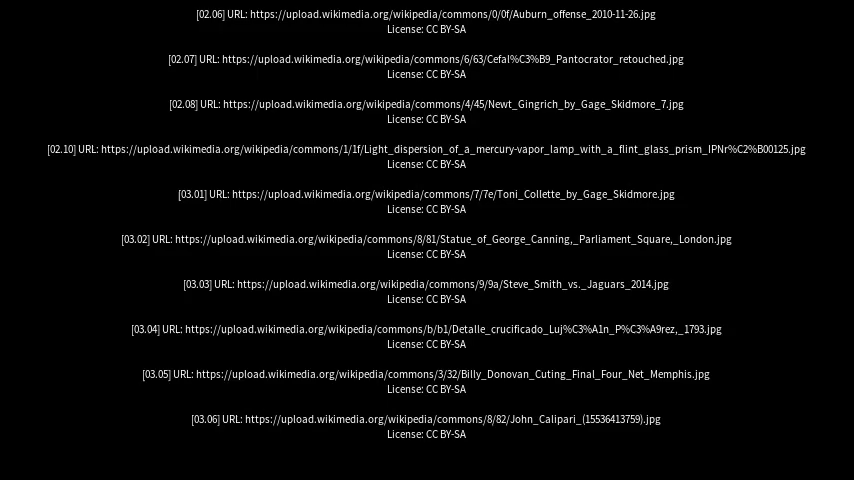 [02.06] URL: https://upload.wikimedia.org/wikipedia/commons/0/0f/Auburn_offense_2010-11-26.jpg
License: CC BY-SA
[02.07] URL: https://upload.wikimedia.org/wikipedia/commons/6/63/Cefal%C3%B9_Pantocrator_retouched.jpg
License: CC BY-SA
[02.08] URL: https://upload.wikimedia.org/wikipedia/commons/4/45/Newt_Gingrich_by_Gage_Skidmore_7.jpg
License: CC BY-SA
[02.10] URL: https://upload.wikimedia.org/wikipedia/commons/1/1f/Light_dispersion_of_a_mercury-vapor_lamp_with_a_flint_glass_prism_IPNr%C2%B00125.jpg
License: CC BY-SA
[03.01] URL: https://upload.wikimedia.org/wikipedia/commons/7/7e/Toni_Collette_by_Gage_Skidmore.jpg
License: CC BY-SA
[03.02] URL: https://upload.wikimedia.org/wikipedia/commons/8/81/Statue_of_George_Canning,_Parliament_Square,_London.jpg
License: CC BY-SA
[03.03] URL: https://upload.wikimedia.org/wikipedia/commons/9/9a/Steve_Smith_vs._Jaguars_2014.jpg
License: CC BY-SA
[03.04] URL: https://upload.wikimedia.org/wikipedia/commons/b/b1/Detalle_crucificado_Luj%C3%A1n_P%C3%A9rez,_1793.jpg
License: CC BY-SA
[03.05] URL: https://upload.wikimedia.org/wikipedia/commons/3/32/Billy_Donovan_Cuting_Final_Four_Net_Memphis.jpg
License: CC BY-SA
[03.06] URL: https://upload.wikimedia.org/wikipedia/commons/8/82/John_Calipari_(15536413759).jpg
License: CC BY-SA